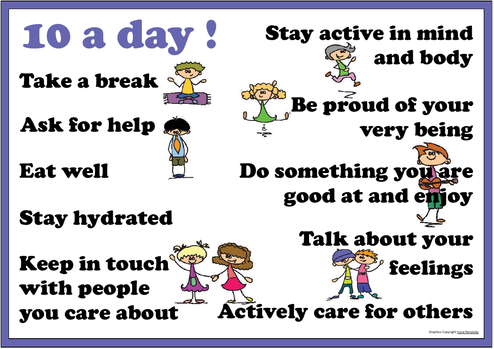 10 a day !
Take a break
Ask for help
Eat well
Stay hydrated
Keep in touch
with people
you care about
Stay active in mind
and body
Be proud of your
very being
Do something you are
good at and enjoy
Talk about your
feelings
Actively care for others
Graphics Copyright